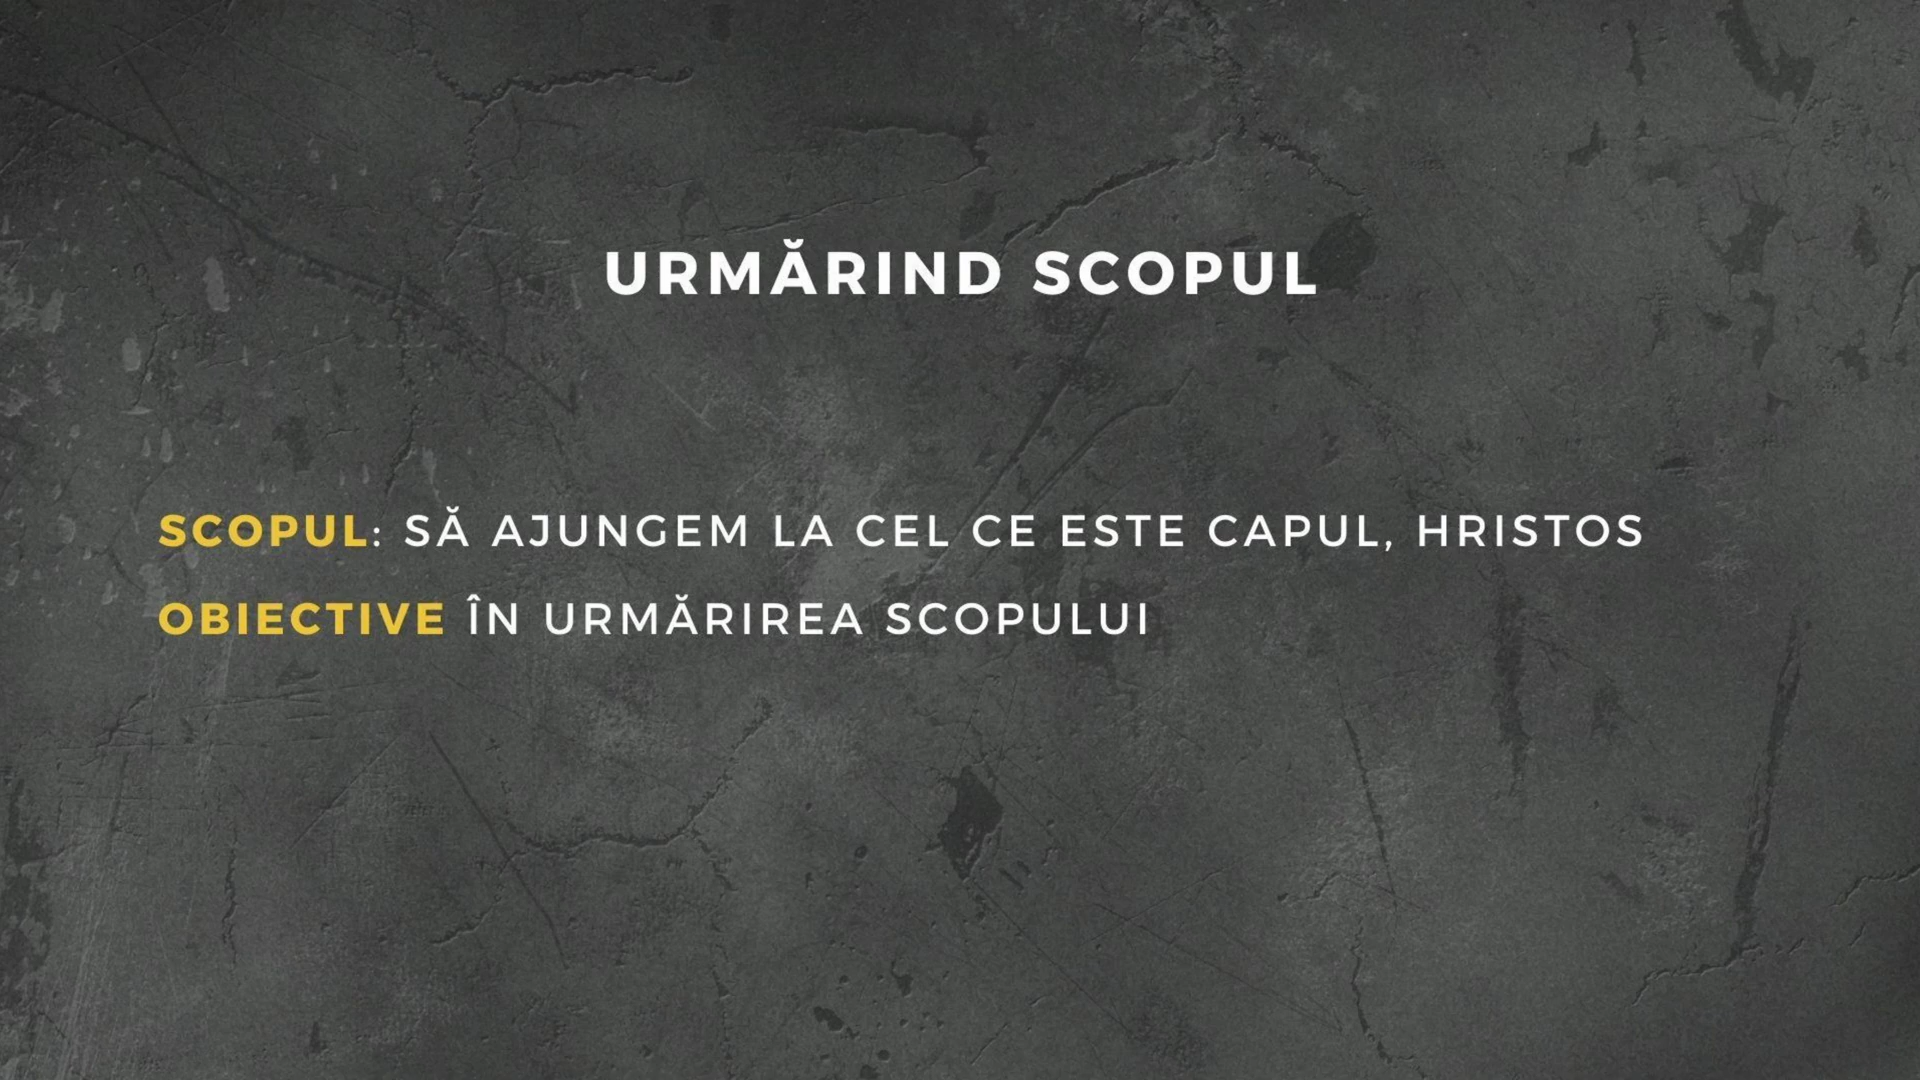 URMĂRIND SCOPUL
SCOPUL: SĂ AJUNGEM LA CEL CE ESTE CAPUL, HRISTOS
OBIECTIVE ÎN URMĂRIREA SCOPULUI